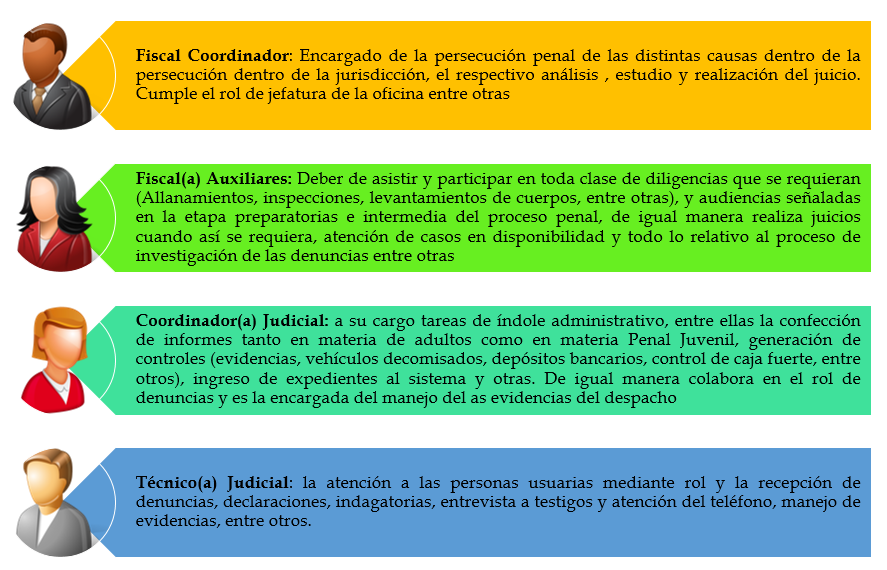 Fiscal Coordinador: Encargado de la persecución penal de las distintas causas dentro de la
persecución dentro de la jurisdicción, el respectivo análisis , estudio y realización del juicio.
Cumple el rol de jefatura de la oficina entre otras
Fiscal(a) Auxiliares: Deber de asistir y participar en toda clase de diligencias que se requieran
(Allanamientos, inspecciones, levantamientos de cuerpos, entre otras), y audiencias señaladas
en la etapa preparatorias e intermedia del proceso penal, de igual manera realiza juicios
cuando así se requiera, atención de casos en disponibilidad y todo lo relativo al proceso de
investigación de las denuncias entre otras
Coordinador(a) Judicial: a su cargo tareas de índole administrativo, entre ellas la confección
de informes tanto en materia de adultos como en materia Penal Juvenil, generación de
controles (evidencias, vehículos decomisados, depósitos bancarios, control de caja fuerte, entre
otros), ingreso de expedientes al sistema y otras. De igual manera colabora en el rol de
denuncias y es la encargada del manejo del as evidencias del despacho
Técnico(a) Judicial: la atención a las personas usuarias mediante rol y la recepción de
denuncias, declaraciones, indagatorias, entrevista a testigos y atención del teléfono, manejo de
evidencias, entre otros.